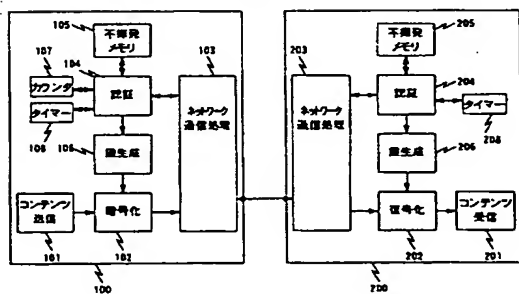 105
不揮発
メモリ
107
104
103
カウンタ
認証
タイマー
ネットワーク
通信処理
108
106
鍵生成
コンテンツ
送信
暗号化
101
102
100
205
不揮発
メモリ
203
204
認証
ネットワーク
通信処理
タイマー
208
鍵生成
206
復号化
コンテンツ
受信
202
201
200